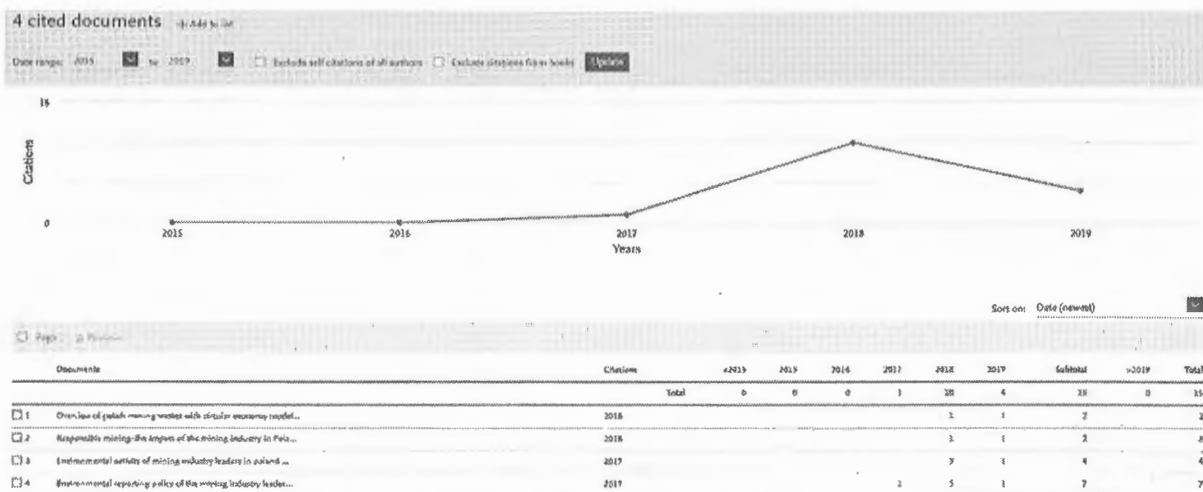 4 cited documents Add to list
Date range: 2015 to 2019 Exclude self citations of all authors Exclude citations from books Update
15
Citations
0
2015 2016 2017 2018 2019
Years
Sort on: Date (newest)
Page
Documents Citations <2015 2015 2016 2017 2018 2019 Subtotal >2019 Total
Total 0 0 0 1 10 4 15 0 15
1 Overview of polish mining wastes with circular economy model... 2018 1 1 2 2
2 Responsible mining-the impact of the mining industry in Pola... 2018 1 1 2 2
3 Environmental activity of mining industry leaders in poland ... 2017 3 1 4 4
4 Environmental reporting policy of the mining industry leader... 2017 1 5 1 7 7